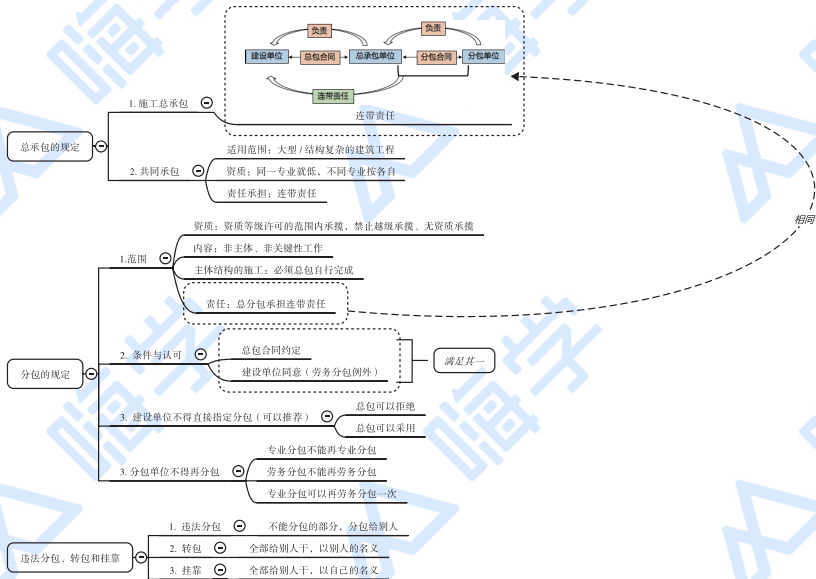 负责
负责
建设单位
总包合同
总承包单位
分包合同
分包单位
连带责任
1. 施工总承包
连带责任
总承包的规定
适用范围：大型 / 结构复杂的建筑工程
2. 共同承包
资质：同一专业就低，不同专业按各自
责任承担：连带责任
相同
资质：资质等级许可的范围内承揽，禁止越级承揽、无资质承揽
1.范围
内容：非主体、非关键性工作
主体结构的施工：必须总包自行完成
责任：总分包承担连带责任
2. 条件与认可
总包合同约定
满足其一
分包的规定
建设单位同意（劳务分包例外）
3. 建设单位不得直接指定分包（可以推荐）
总包可以拒绝
总包可以采用
3. 分包单位不得再分包
专业分包不能再专业分包
劳务分包不能再劳务分包
专业分包可以再劳务分包一次
1. 违法分包
不能分包的部分，分包给别人
违法分包、转包和挂靠
2. 转包
全部给别人干，以别人的名义
3. 挂靠
全部给别人干，以自己的名义
嗨学
嗨学
嗨学